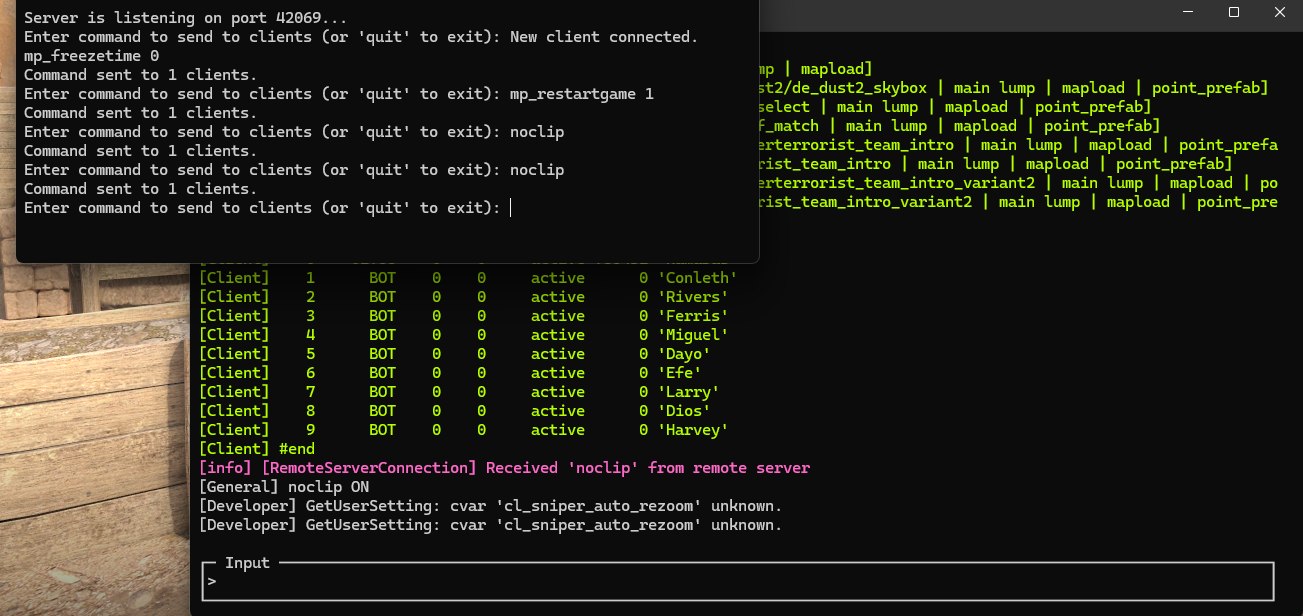 Server is listening on port 42069...
Enter command to send to clients (or 'quit' to exit): New client connected.
mp_freezetime 0
Command sent to 1 clients.
Enter command to send to clients (or 'quit' to exit): mp_restartgame 1
Command sent to 1 clients.
Enter command to send to clients (or 'quit' to exit): noclip
Command sent to 1 clients.
Enter command to send to clients (or 'quit' to exit): noclip
Command sent to 1 clients.
Enter command to send to clients (or 'quit' to exit):
mp | mapload]
st2/de_dust2_skybox | main lump | mapload | point_prefab]
select | main lump | mapload | point_prefab]
f_match | main lump | mapload | point_prefab]
erterrorist_team_intro | main lump | mapload | point_prefa
rist_team_intro | main lump | mapload | point_prefab]
erterrorist_team_intro_variant2 | main lump | mapload | po
rist_team_intro_variant2 | main lump | mapload | point_pre
[Client] 1 BOT 0 0 active 0 'Conleth'
[Client] 2 BOT 0 0 active 0 'Rivers'
[Client] 3 BOT 0 0 active 0 'Ferris'
[Client] 4 BOT 0 0 active 0 'Miguel'
[Client] 5 BOT 0 0 active 0 'Dayo'
[Client] 6 BOT 0 0 active 0 'Efe'
[Client] 7 BOT 0 0 active 0 'Larry'
[Client] 8 BOT 0 0 active 0 'Dios'
[Client] 9 BOT 0 0 active 0 'Harvey'
[Client] #end
[info] [RemoteServerConnection] Received 'noclip' from remote server
[General] noclip ON
[Developer] GetUserSetting: cvar 'cl_sniper_auto_rezoom' unknown.
[Developer] GetUserSetting: cvar 'cl_sniper_auto_rezoom' unknown.
Input
>